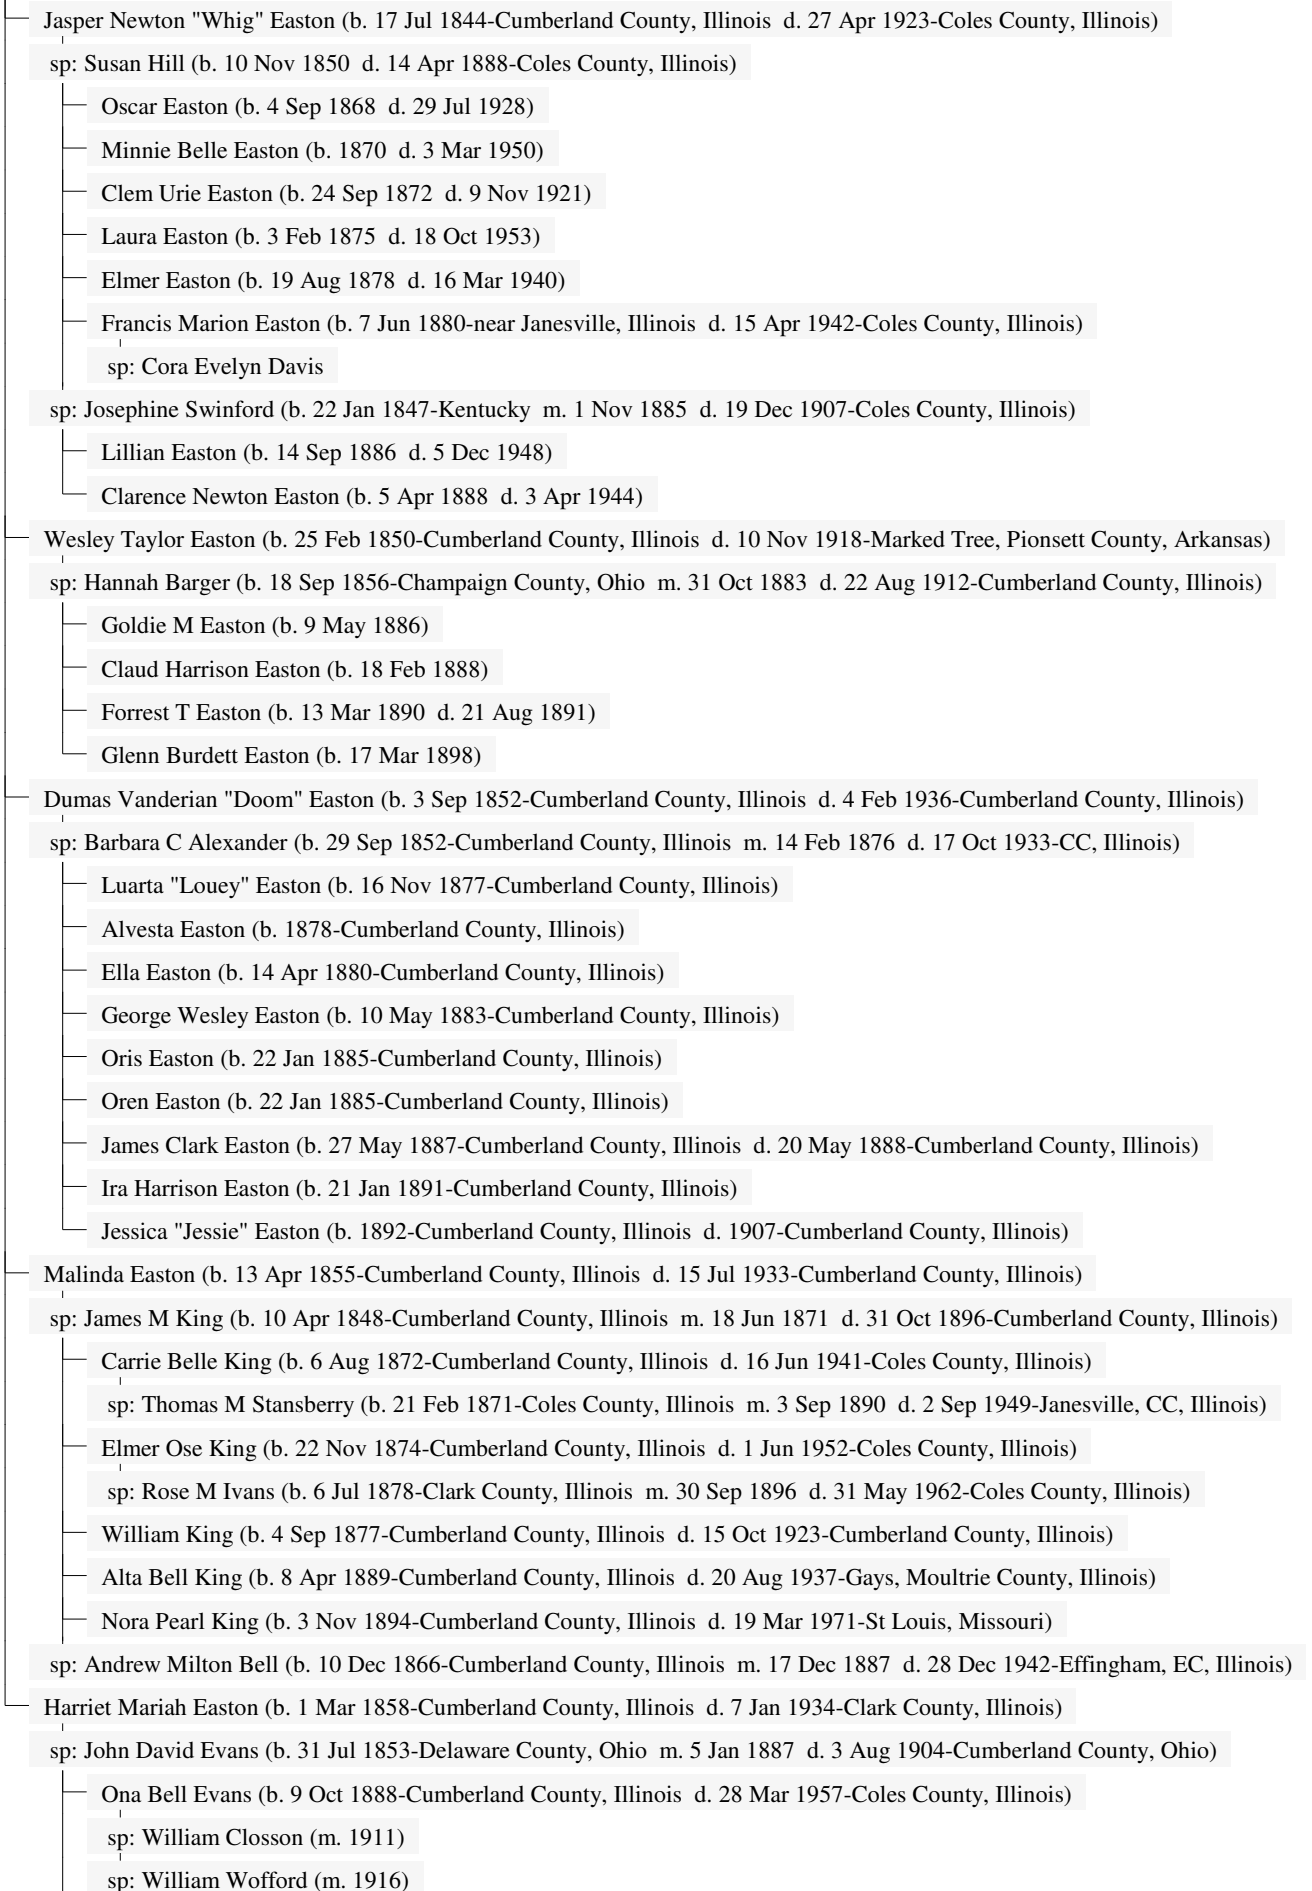 Jasper Newton "Whig" Easton (b. 17 Jul 1844-Cumberland County, Illinois d. 27 Apr 1923-Coles County, Illinois)
sp: Susan Hill (b. 10 Nov 1850 d. 14 Apr 1888-Coles County, Illinois)
Oscar Easton (b. 4 Sep 1868 d. 29 Jul 1928)
Minnie Belle Easton (b. 1870 d. 3 Mar 1950)
Clem Urie Easton (b. 24 Sep 1872 d. 9 Nov 1921)
Laura Easton (b. 3 Feb 1875 d. 18 Oct 1953)
Elmer Easton (b. 19 Aug 1878 d. 16 Mar 1940)
Francis Marion Easton (b. 7 Jun 1880-near Janesville, Illinois d. 15 Apr 1942-Coles County, Illinois)
sp: Cora Evelyn Davis
sp: Josephine Swinford (b. 22 Jan 1847-Kentucky m. 1 Nov 1885 d. 19 Dec 1907-Coles County, Illinois)
Lillian Easton (b. 14 Sep 1886 d. 5 Dec 1948)
Clarence Newton Easton (b. 5 Apr 1888 d. 3 Apr 1944)
Wesley Taylor Easton (b. 25 Feb 1850-Cumberland County, Illinois d. 10 Nov 1918-Marked Tree, Pionsett County, Arkansas)
sp: Hannah Barger (b. 18 Sep 1856-Champaign County, Ohio m. 31 Oct 1883 d. 22 Aug 1912-Cumberland County, Illinois)
Goldie M Easton (b. 9 May 1886)
Claud Harrison Easton (b. 18 Feb 1888)
Forrest T Easton (b. 13 Mar 1890 d. 21 Aug 1891)
Glenn Burdett Easton (b. 17 Mar 1898)
Dumas Vanderian "Doom" Easton (b. 3 Sep 1852-Cumberland County, Illinois d. 4 Feb 1936-Cumberland County, Illinois)
sp: Barbara C Alexander (b. 29 Sep 1852-Cumberland County, Illinois m. 14 Feb 1876 d. 17 Oct 1933-CC, Illinois)
Luarta "Louey" Easton (b. 16 Nov 1877-Cumberland County, Illinois)
Alvesta Easton (b. 1878-Cumberland County, Illinois)
Ella Easton (b. 14 Apr 1880-Cumberland County, Illinois)
George Wesley Easton (b. 10 May 1883-Cumberland County, Illinois)
Oris Easton (b. 22 Jan 1885-Cumberland County, Illinois)
Oren Easton (b. 22 Jan 1885-Cumberland County, Illinois)
James Clark Easton (b. 27 May 1887-Cumberland County, Illinois d. 20 May 1888-Cumberland County, Illinois)
Ira Harrison Easton (b. 21 Jan 1891-Cumberland County, Illinois)
Jessica "Jessie" Easton (b. 1892-Cumberland County, Illinois d. 1907-Cumberland County, Illinois)
Malinda Easton (b. 13 Apr 1855-Cumberland County, Illinois d. 15 Jul 1933-Cumberland County, Illinois)
sp: James M King (b. 10 Apr 1848-Cumberland County, Illinois m. 18 Jun 1871 d. 31 Oct 1896-Cumberland County, Illinois)
Carrie Belle King (b. 6 Aug 1872-Cumberland County, Illinois d. 16 Jun 1941-Coles County, Illinois)
sp: Thomas M Stansberry (b. 21 Feb 1871-Coles County, Illinois m. 3 Sep 1890 d. 2 Sep 1949-Janesville, CC, Illinois)
Elmer Ose King (b. 22 Nov 1874-Cumberland County, Illinois d. 1 Jun 1952-Coles County, Illinois)
sp: Rose M Ivans (b. 6 Jul 1878-Clark County, Illinois m. 30 Sep 1896 d. 31 May 1962-Coles County, Illinois)
William King (b. 4 Sep 1877-Cumberland County, Illinois d. 15 Oct 1923-Cumberland County, Illinois)
Alta Bell King (b. 8 Apr 1889-Cumberland County, Illinois d. 20 Aug 1937-Gays, Moultrie County, Illinois)
Nora Pearl King (b. 3 Nov 1894-Cumberland County, Illinois d. 19 Mar 1971-St Louis, Missouri)
sp: Andrew Milton Bell (b. 10 Dec 1866-Cumberland County, Illinois m. 17 Dec 1887 d. 28 Dec 1942-Effingham, EC, Illinois)
Harriet Mariah Easton (b. 1 Mar 1858-Cumberland County, Illinois d. 7 Jan 1934-Clark County, Illinois)
sp: John David Evans (b. 31 Jul 1853-Delaware County, Ohio m. 5 Jan 1887 d. 3 Aug 1904-Cumberland County, Ohio)
Ona Bell Evans (b. 9 Oct 1888-Cumberland County, Illinois d. 28 Mar 1957-Coles County, Illinois)
sp: William Closson (m. 1911)
sp: William Wofford (m. 1916)